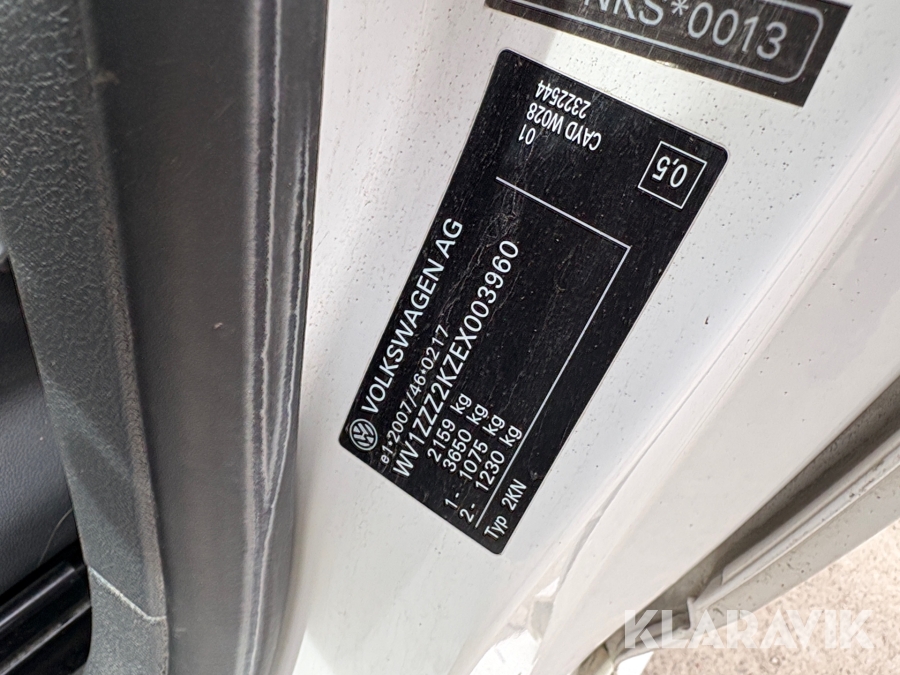 NKS*0013
VOLKSWAGEN AG
e1*2007/46*0217
WV1ZZZ2KZEX003960
2159 kg
3650 kg
1- 1075 kg
2- 1230 kg
Typ 2KN
01
CAYD W028
2322544
0,5
KLARAVIK